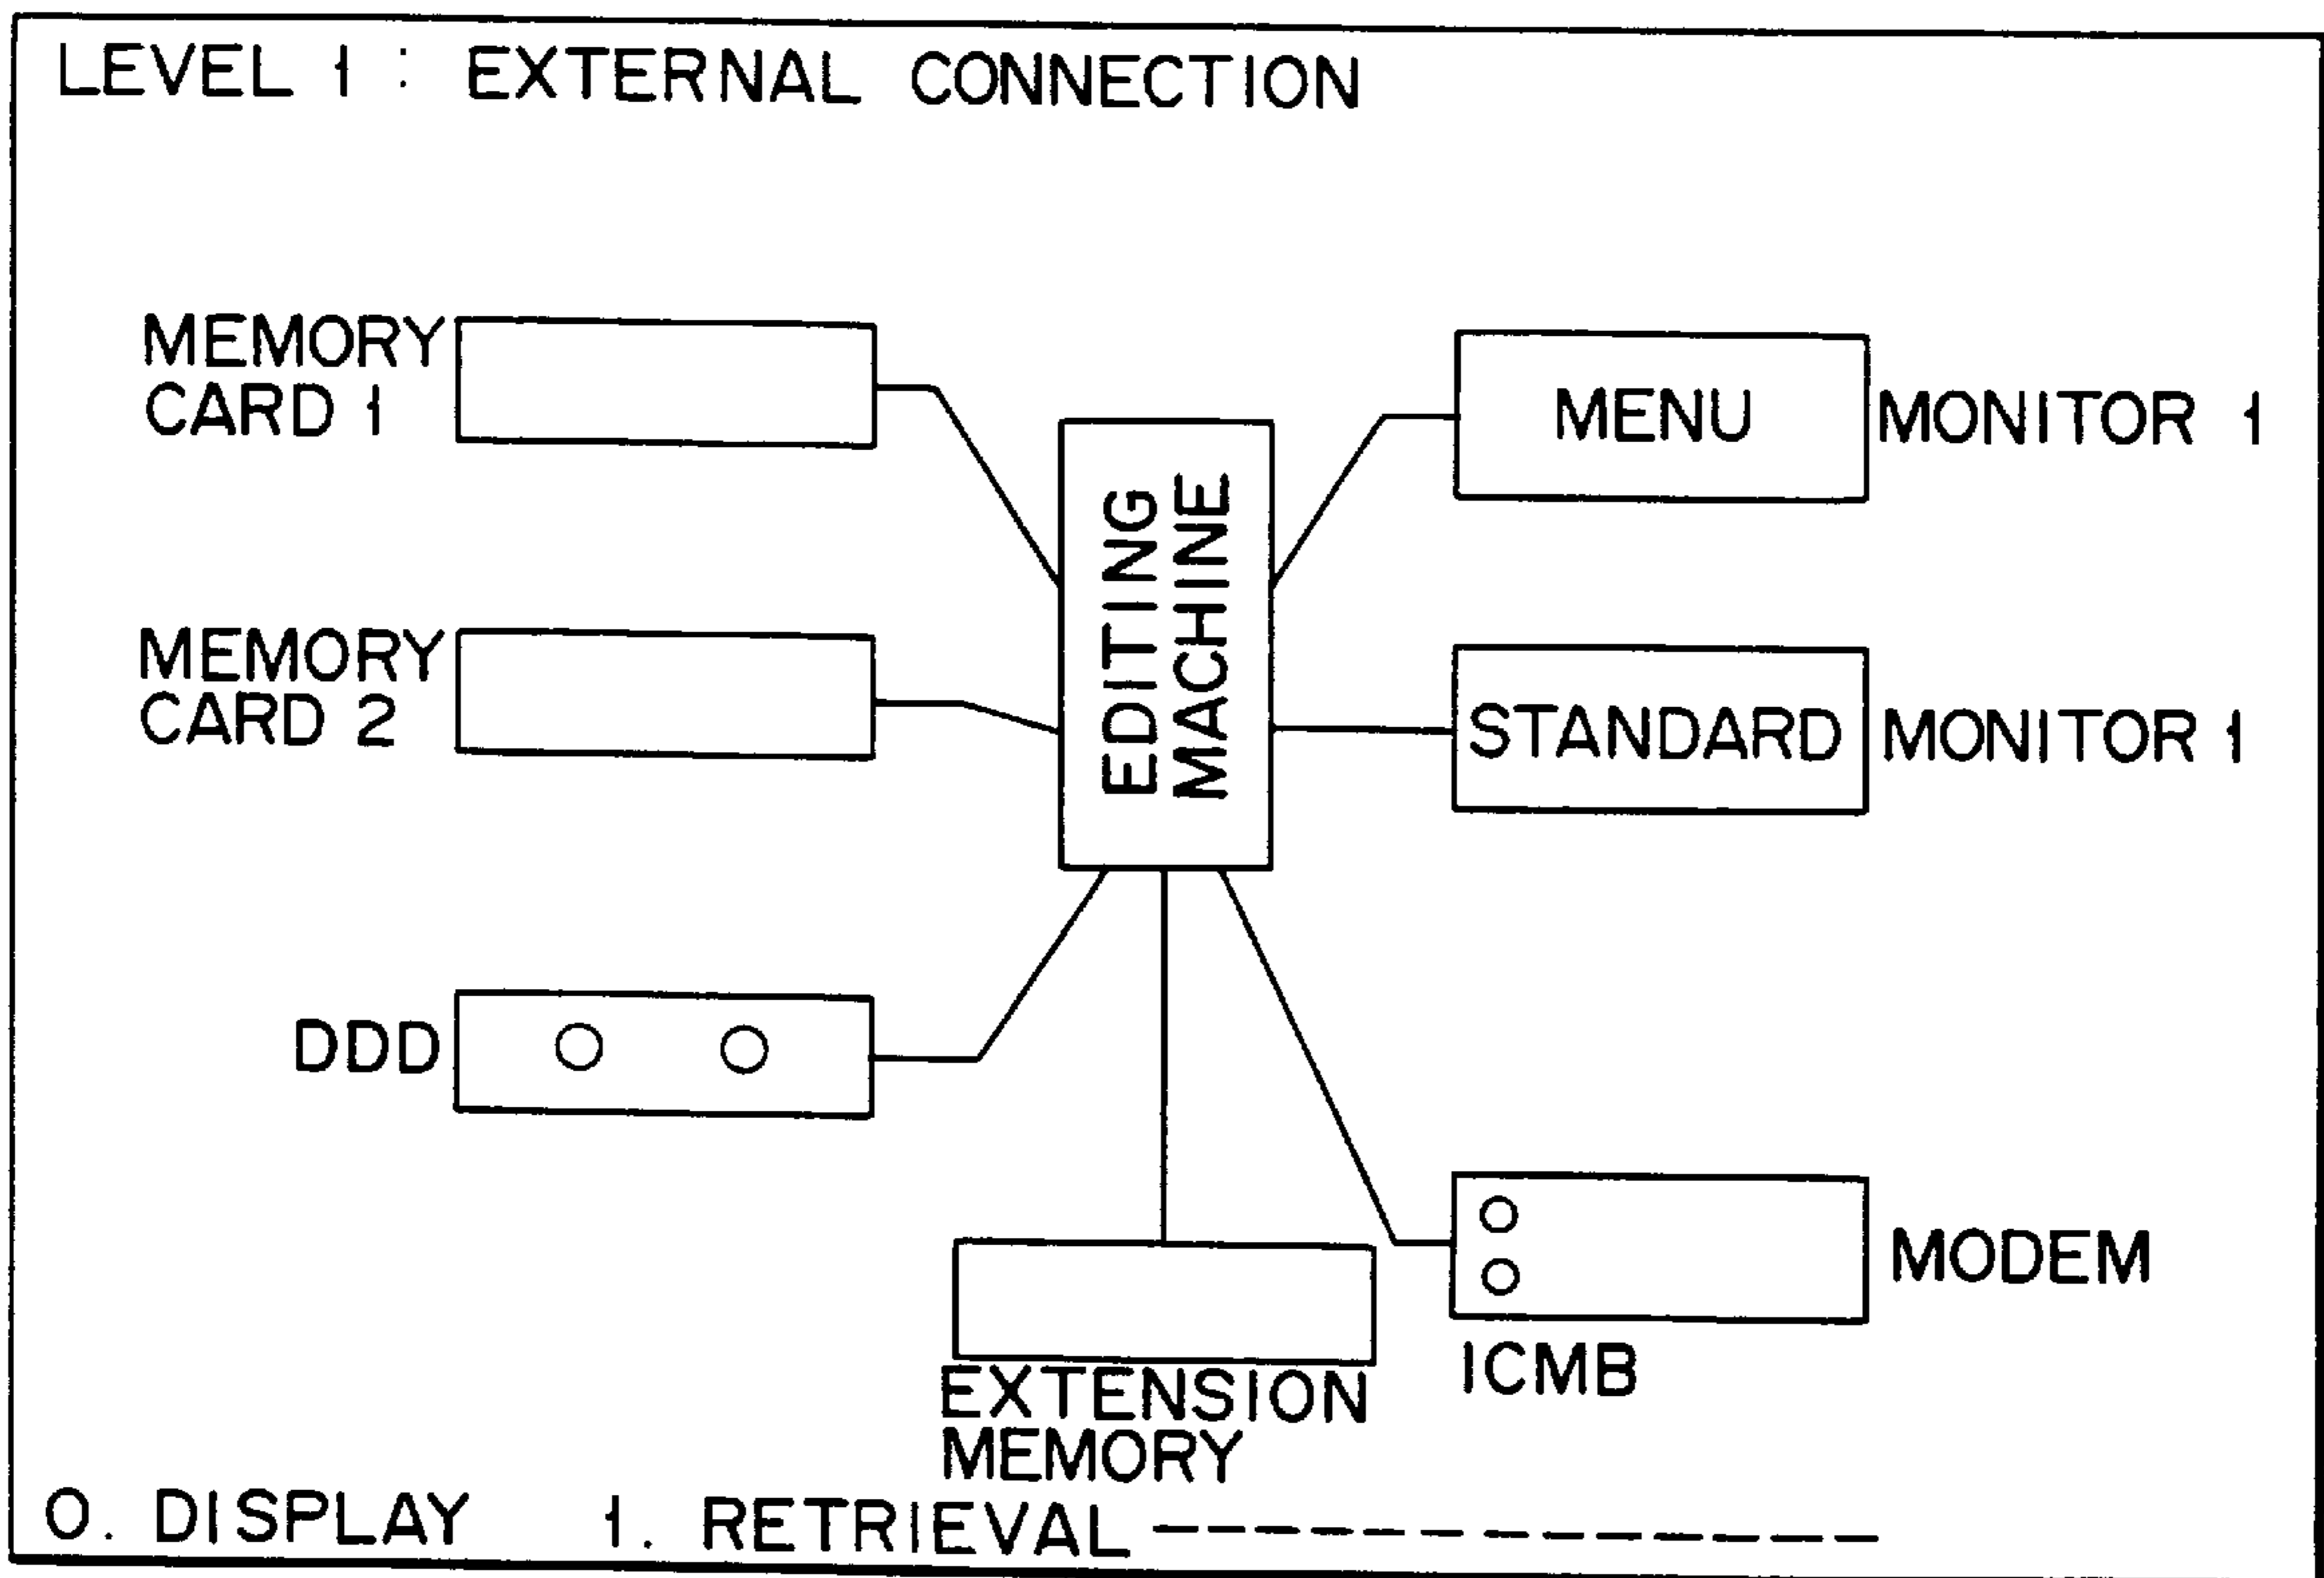 LEVEL 1 : EXTERNAL CONNECTION
MEMORY
CARD 1
MENU
MONITOR 1
EDITING
MACHINE
MEMORY
CARD 2
STANDARD
MONITOR 1
DDD
MODEM
ICMB
EXTENSION
MEMORY
0. DISPLAY 1. RETRIEVAL -------------